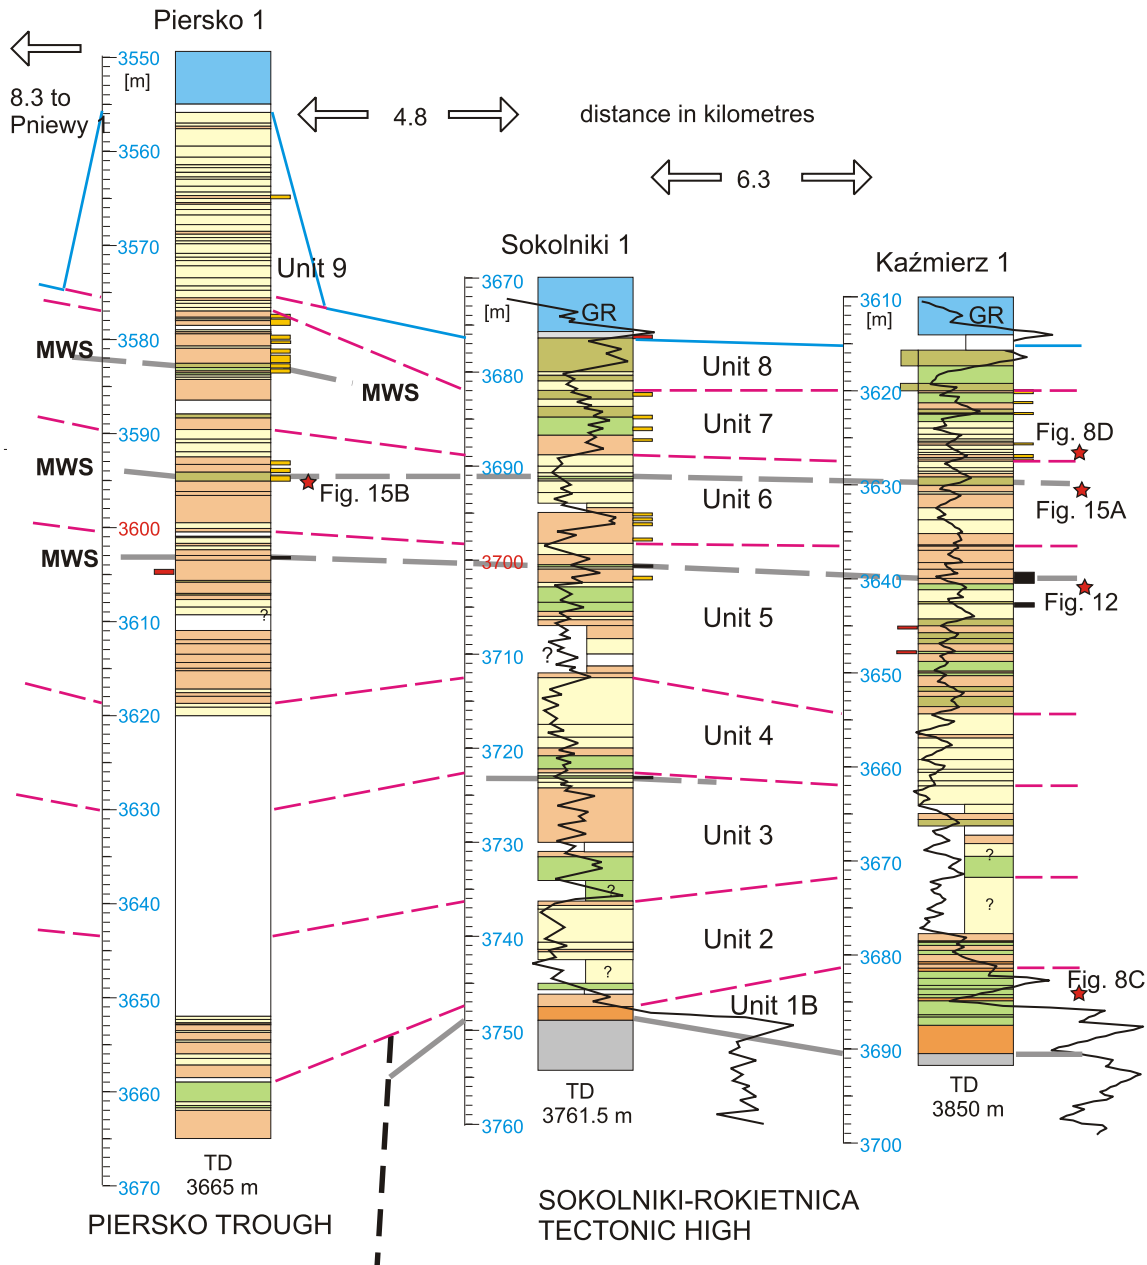 Piersko 1
8.3 to
Pniewy 1
4.8
distance in kilometres
6.3
Sokolniki 1
Kaźmierz 1
3550
[m]
3560
3570
3580
3590
3600
3610
3620
3630
3640
3650
3660
3670
3670
[m]
3680
3690
3700
3710
3720
3730
3740
3750
3760
3610
[m]
3620
3630
3640
3650
3660
3670
3680
3690
3700
GR
GR
Unit 9
Unit 8
Unit 7
Unit 6
Unit 5
Unit 4
Unit 3
Unit 2
Unit 1B
MWS
MWS
MWS
MWS
Fig. 15B
Fig. 8D
Fig. 15A
Fig. 12
Fig. 8C
?
?
?
?
?
?
TD
3665 m
TD
3761.5 m
TD
3850 m
PIERSKO TROUGH
SOKOLNIKI-ROKIETNICA
TECTONIC HIGH